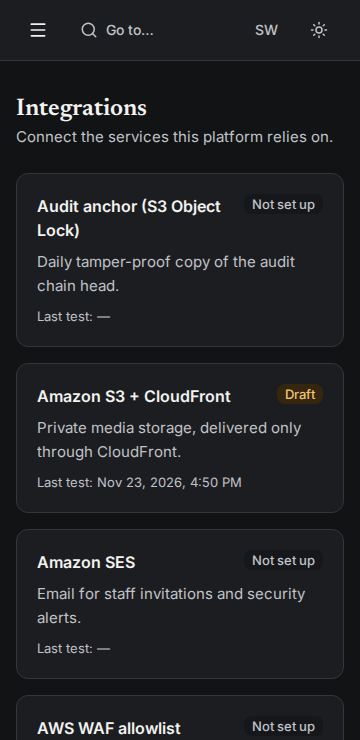 Go to...
SW
Integrations
Connect the services this platform relies on.
Audit anchor (S3 Object
Lock)
Not set up
Daily tamper-proof copy of the audit
chain head.
Last test: —
Amazon S3 + CloudFront
Draft
Private media storage, delivered only
through CloudFront.
Last test: Nov 23, 2026, 4:50 PM
Amazon SES
Not set up
Email for staff invitations and security
alerts.
Last test: —
AWS WAF allowlist
Not set up